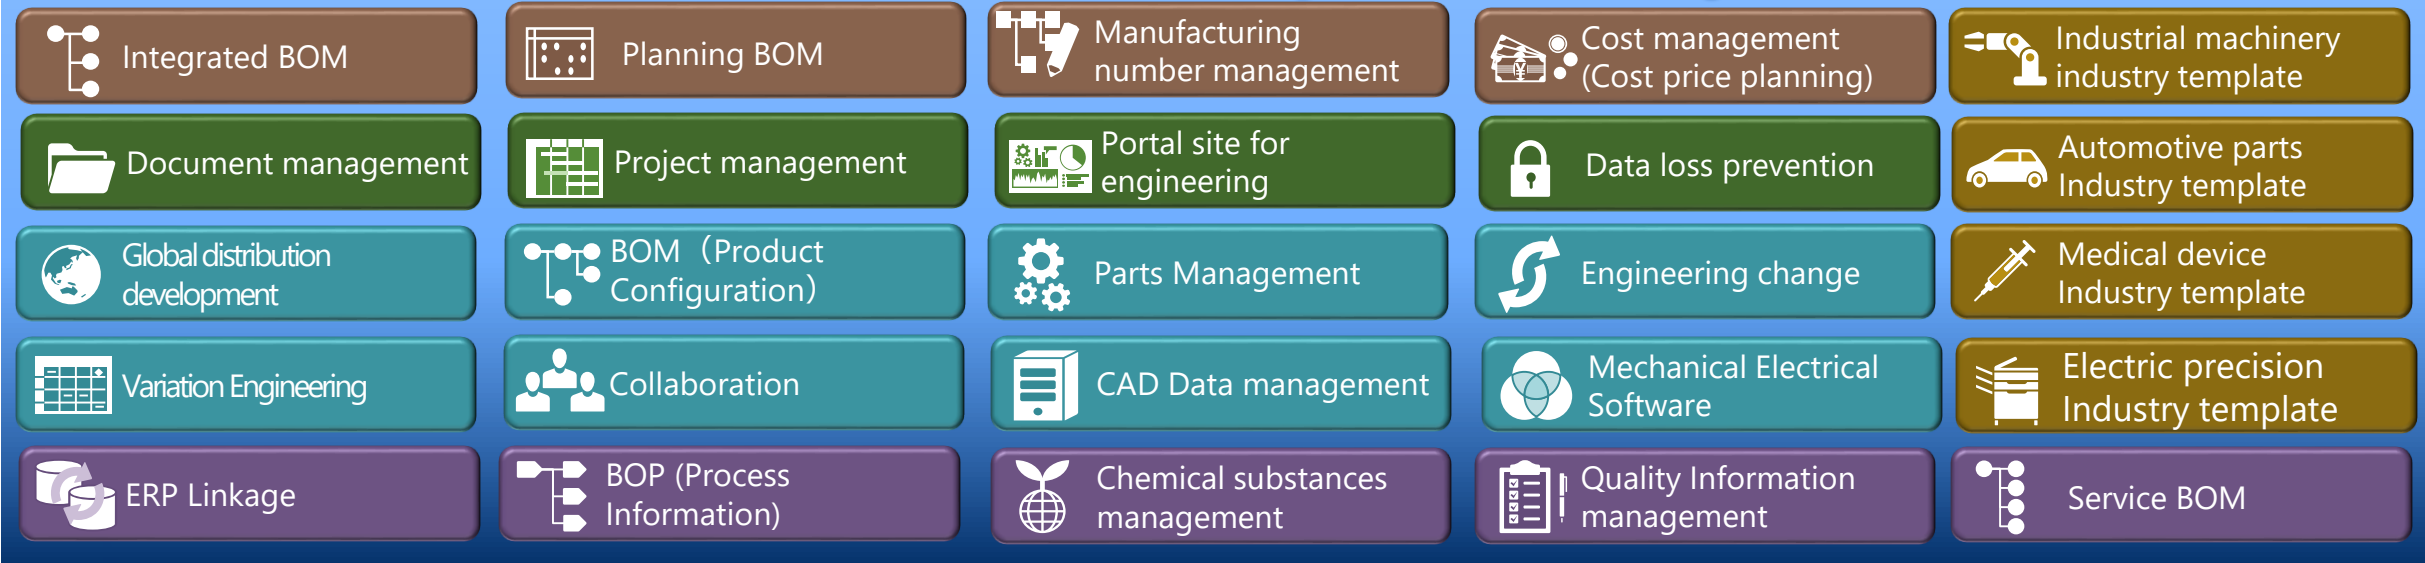 Integrated BOM
Planning BOM
Manufacturing
number management
Cost management
(Cost price planning)
Industrial machinery
industry template
Document management
Project management
Portal site for
engineering
Data loss prevention
Automotive parts
Industry template
Global distribution
development
BOM（Product
Configuration）
Parts Management
Engineering change
Medical device
Industry template
Variation Engineering
Collaboration
CAD Data management
Mechanical Electrical
Software
Electric precision
Industry template
ERP Linkage
BOP (Process
Information)
Chemical substances
management
Quality Information
management
Service BOM